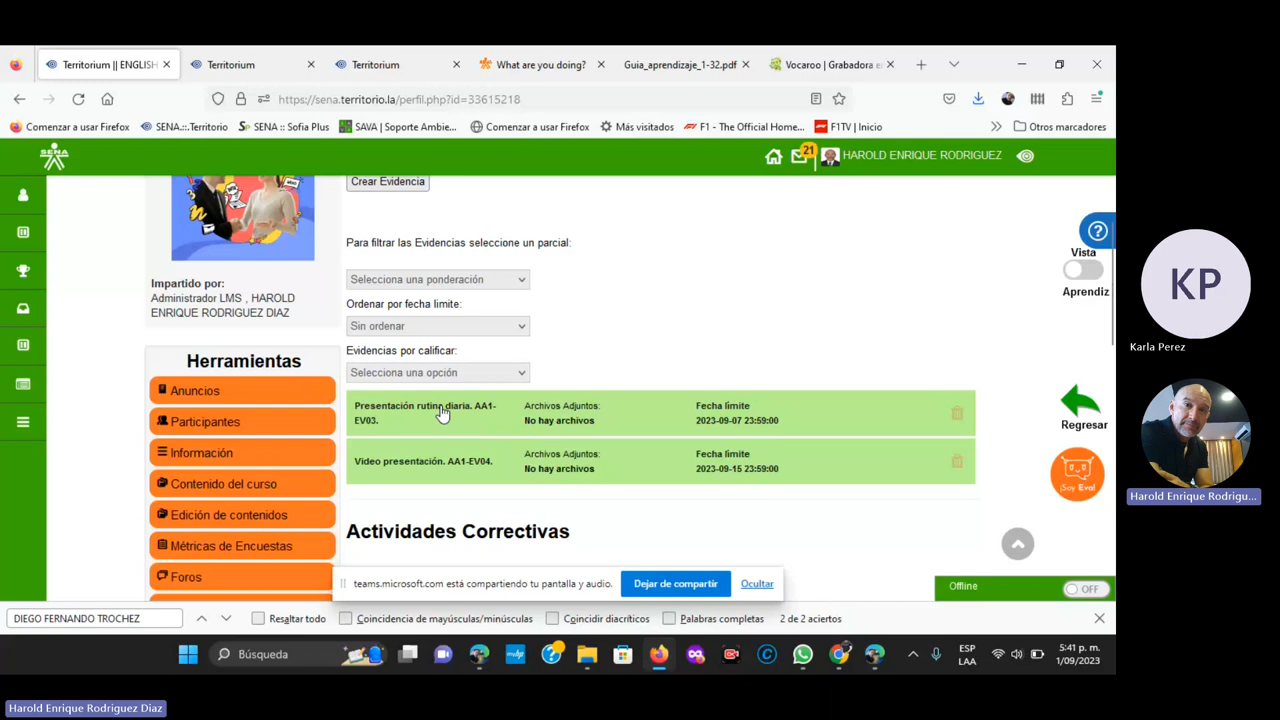 Territorium || ENGLISH
Territorium
Territorium
What are you doing?
Guia_aprendizaje_1-32.pdf
Vocaroo | Grabadora e
https://sena.territorio.la/perfil.php?id=33615218
Comenzar a usar Firefox
SENA.::.Territorio
SENA :: Sofia Plus
SAVA | Soporte Ambie...
Comenzar a usar Firefox
Más visitados
F1 - The Official Home...
F1TV | Inicio
Otros marcadores
SENA
21
HAROLD ENRIQUE RODRIGUEZ
Crear Evidencia
Para filtrar las Evidencias seleccione un parcial:
Selecciona una ponderación
Ordenar por fecha limite:
Sin ordenar
Evidencias por calificar:
Selecciona una opción
Presentación rutina diaria. AA1-
EV03.
Archivos Adjuntos:
No hay archivos
Fecha límite
2023-09-07 23:59:00
Video presentación. AA1-EV04.
Archivos Adjuntos:
No hay archivos
Fecha límite
2023-09-15 23:59:00
Actividades Correctivas
Impartido por:
Administrador LMS , HAROLD
ENRIQUE RODRIGUEZ DIAZ
Herramientas
Anuncios
Participantes
Información
Contenido del curso
Edición de contenidos
Métricas de Encuestas
Foros
?
Vista
Aprendiz
Regresar
¡Soy Eva!
Offline
OFF
teams.microsoft.com está compartiendo tu pantalla y audio.
Dejar de compartir
Ocultar
DIEGO FERNANDO TROCHEZ
Resaltar todo
Coincidencia de mayúsculas/minúsculas
Coincidir diacríticos
Palabras completas
2 de 2 aciertos
Búsqueda
ESP
LAA
5:41 p. m.
1/09/2023
KP
Karla Perez
Harold Enrique Rodrigu...
Harold Enrique Rodriguez Diaz